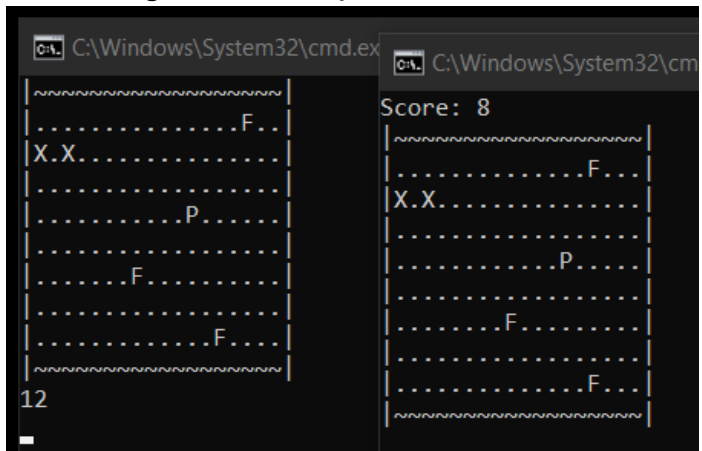 C:\Windows\System32\cmd.ex
|~~~~~~~~~~~~~~~~~~|
|...............F..|
|X.X...............|
|..................|
|...........P......|
|..................|
|.......F..........|
|..................|
|.............F....|
|~~~~~~~~~~~~~~~~~~|
12
C:\Windows\System32\cm
Score: 8
|~~~~~~~~~~~~~~~~~~|
|..............F...|
|X.X...............|
|..................|
|............P.....|
|..................|
|........F.........|
|..................|
|..............F...|
|~~~~~~~~~~~~~~~~~~|